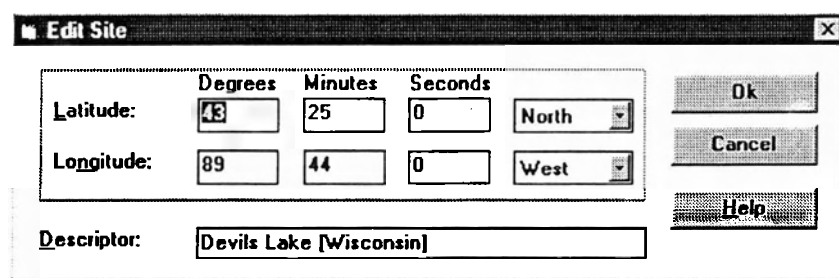 Edit Site
Degrees Minutes Seconds
Latitude: 43 25 0 North
Longitude: 89 44 0 West
Descriptor: Devils Lake [Wisconsin]
Ok
Cancel
Help